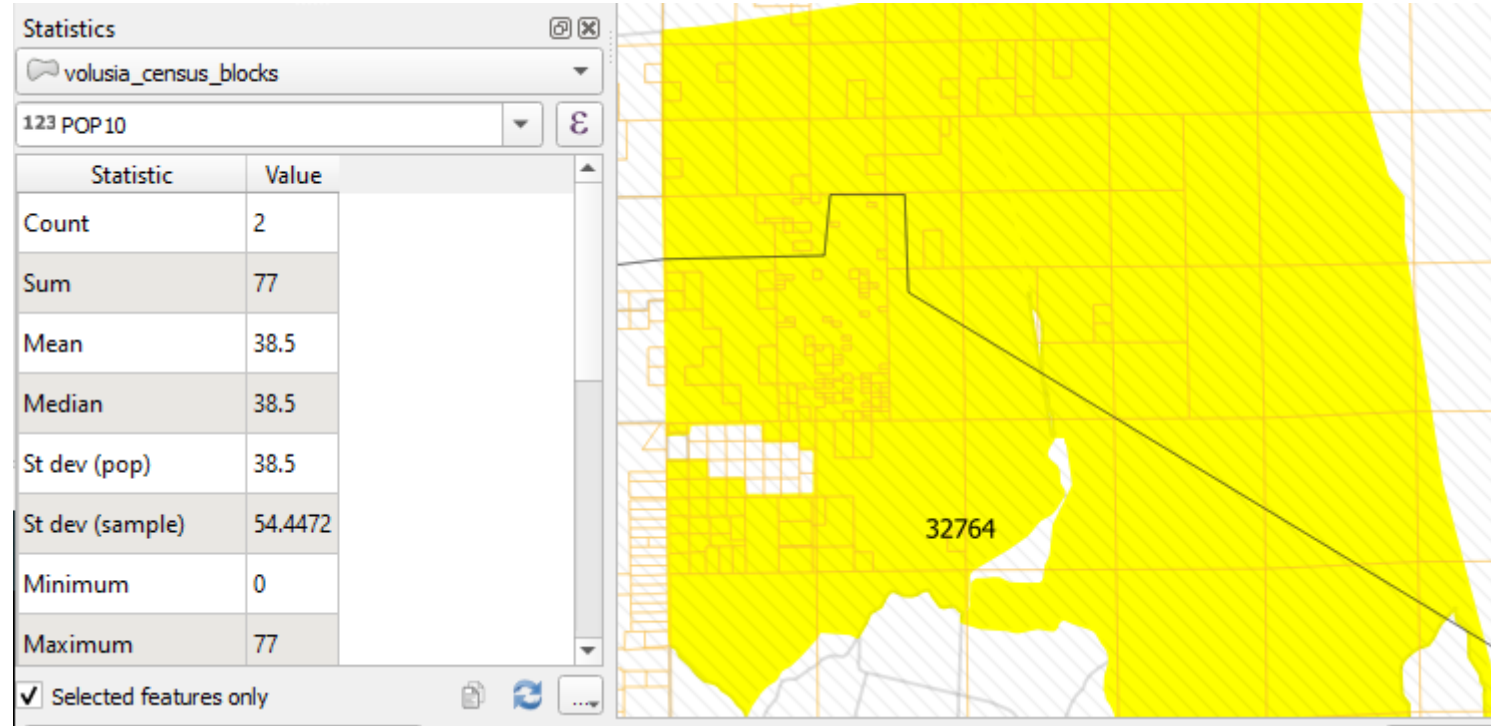 Statistics
volusia_census_blocks
123 POP10
ε
Statistic Value
Count 2
Sum 77
Mean 38.5
Median 38.5
St dev (pop) 38.5
St dev (sample) 54.4472
Minimum 0
Maximum 77
Selected features only
...
32764